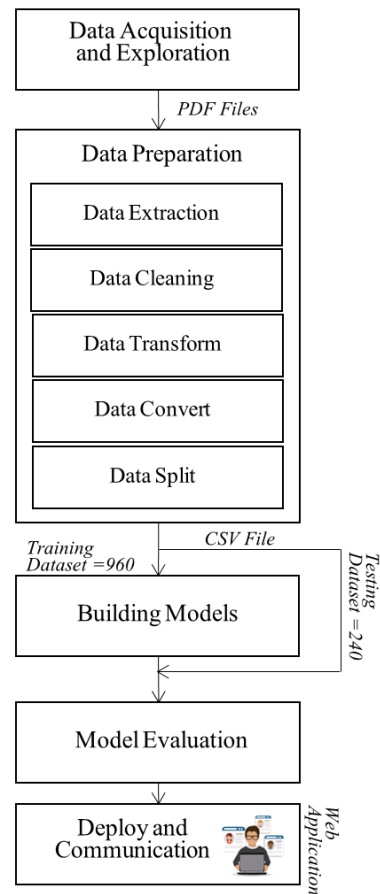 Data Acquisition
and Exploration
PDF Files
Data Preparation
Data Extraction
Data Cleaning
Data Transform
Data Convert
Data Split
Training
Dataset =960
CSV File
Testing
Dataset =240
Building Models
Model Evaluation
Deploy and
Communication
Web
Application